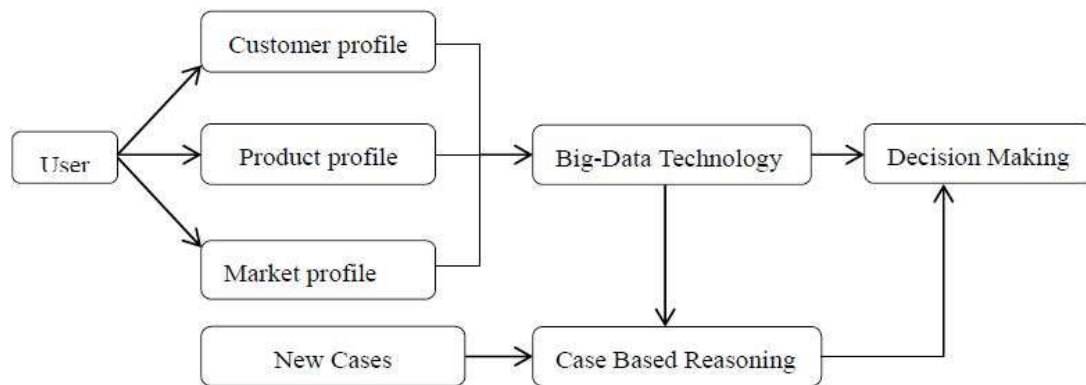 Customer profile
User
Product profile
Big-Data Technology
Decision Making
Market profile
New Cases
Case Based Reasoning